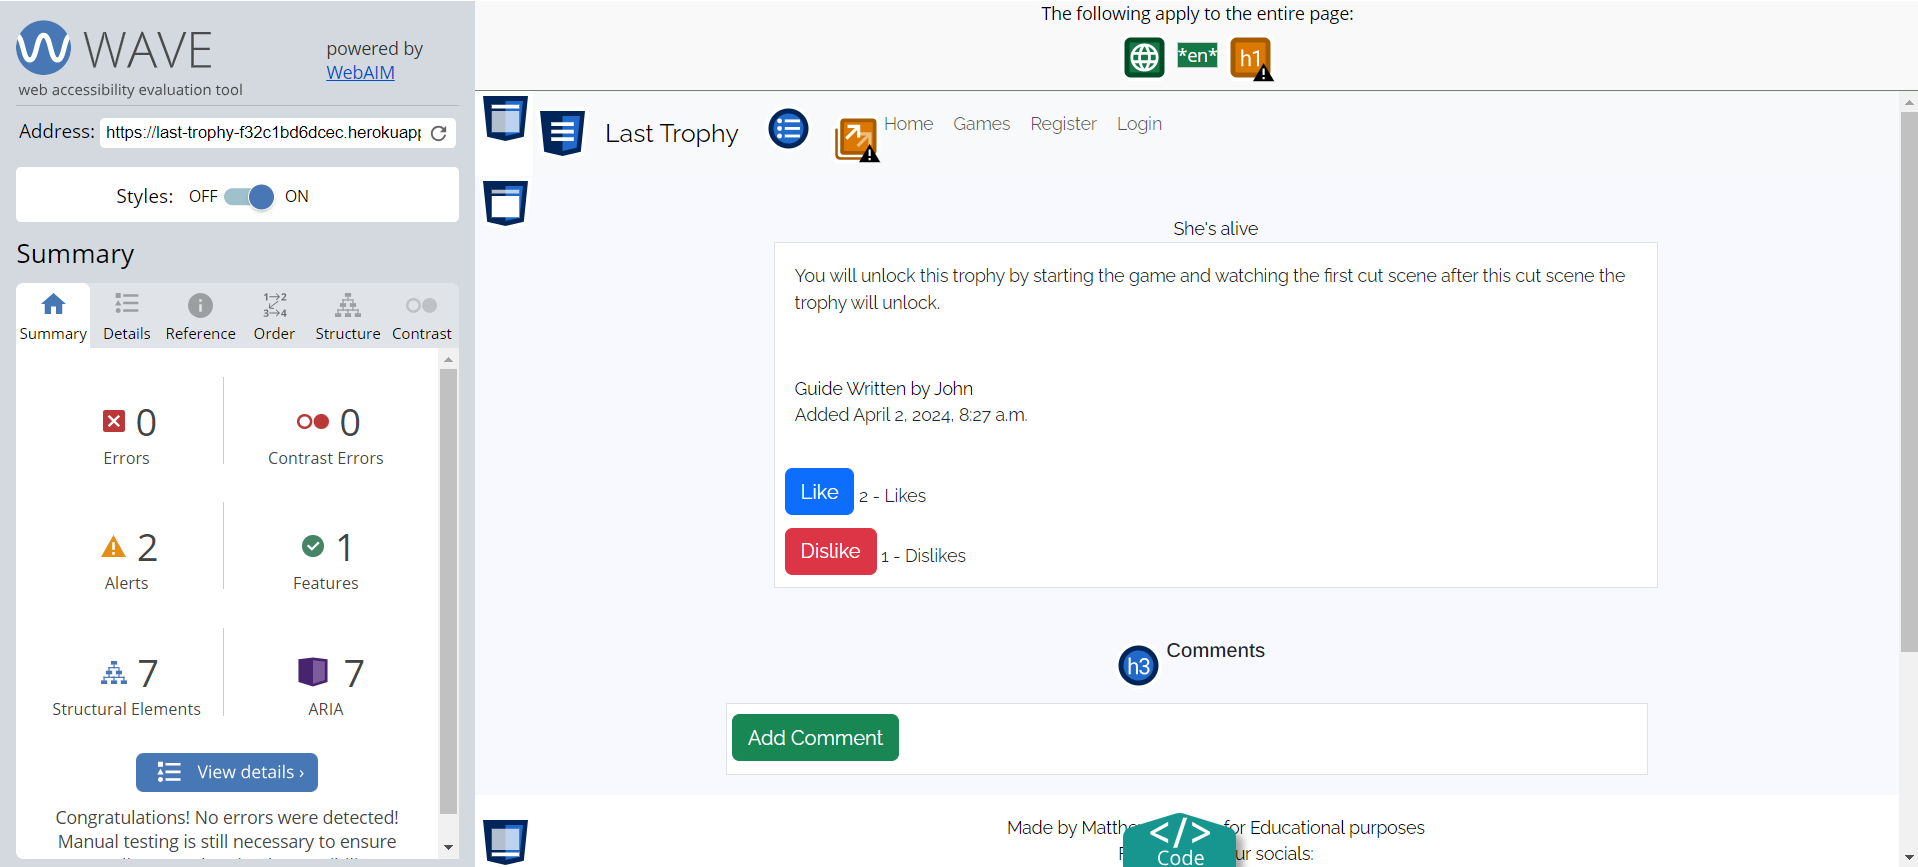 WAVE
powered by
WebAIM
web accessibility evaluation tool
Address: https://last-trophy-f32c1bd6dcec.herokuapp
Styles: OFF ON
Summary
Summary Details Reference Order Structure Contrast
0 Errors
0 Contrast Errors
2 Alerts
1 Features
7 Structural Elements
7 ARIA
View details ›
Congratulations! No errors were detected!
Manual testing is still necessary to ensure
The following apply to the entire page:
*en* h1
Last Trophy
Home Games Register Login
She's alive
You will unlock this trophy by starting the game and watching the first cut scene after this cut scene the
trophy will unlock.
Guide Written by John
Added April 2, 2024, 8:27 a.m.
Like 2 - Likes
Dislike 1 - Dislikes
h3 Comments
Add Comment
Made by for Educational purposes
socials:
</>
Code